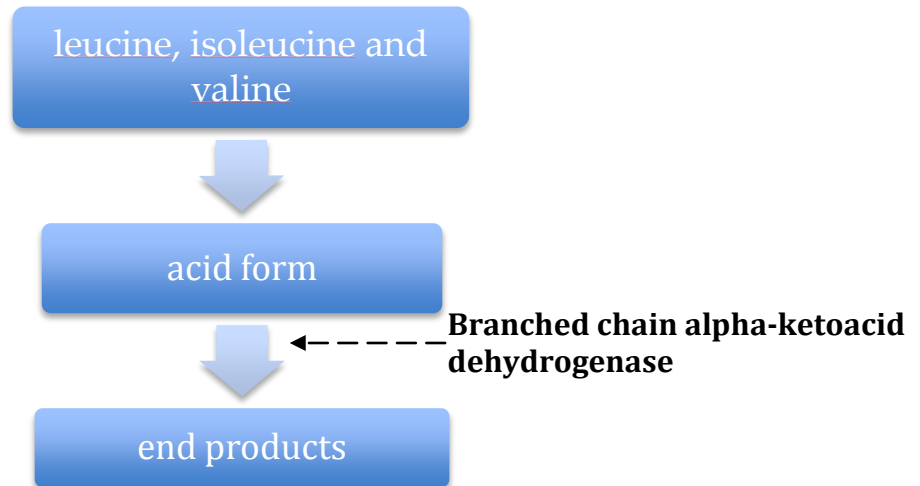 leucine, isoleucine and
valine
acid form
Branched chain alpha-ketoacid
dehydrogenase
end products